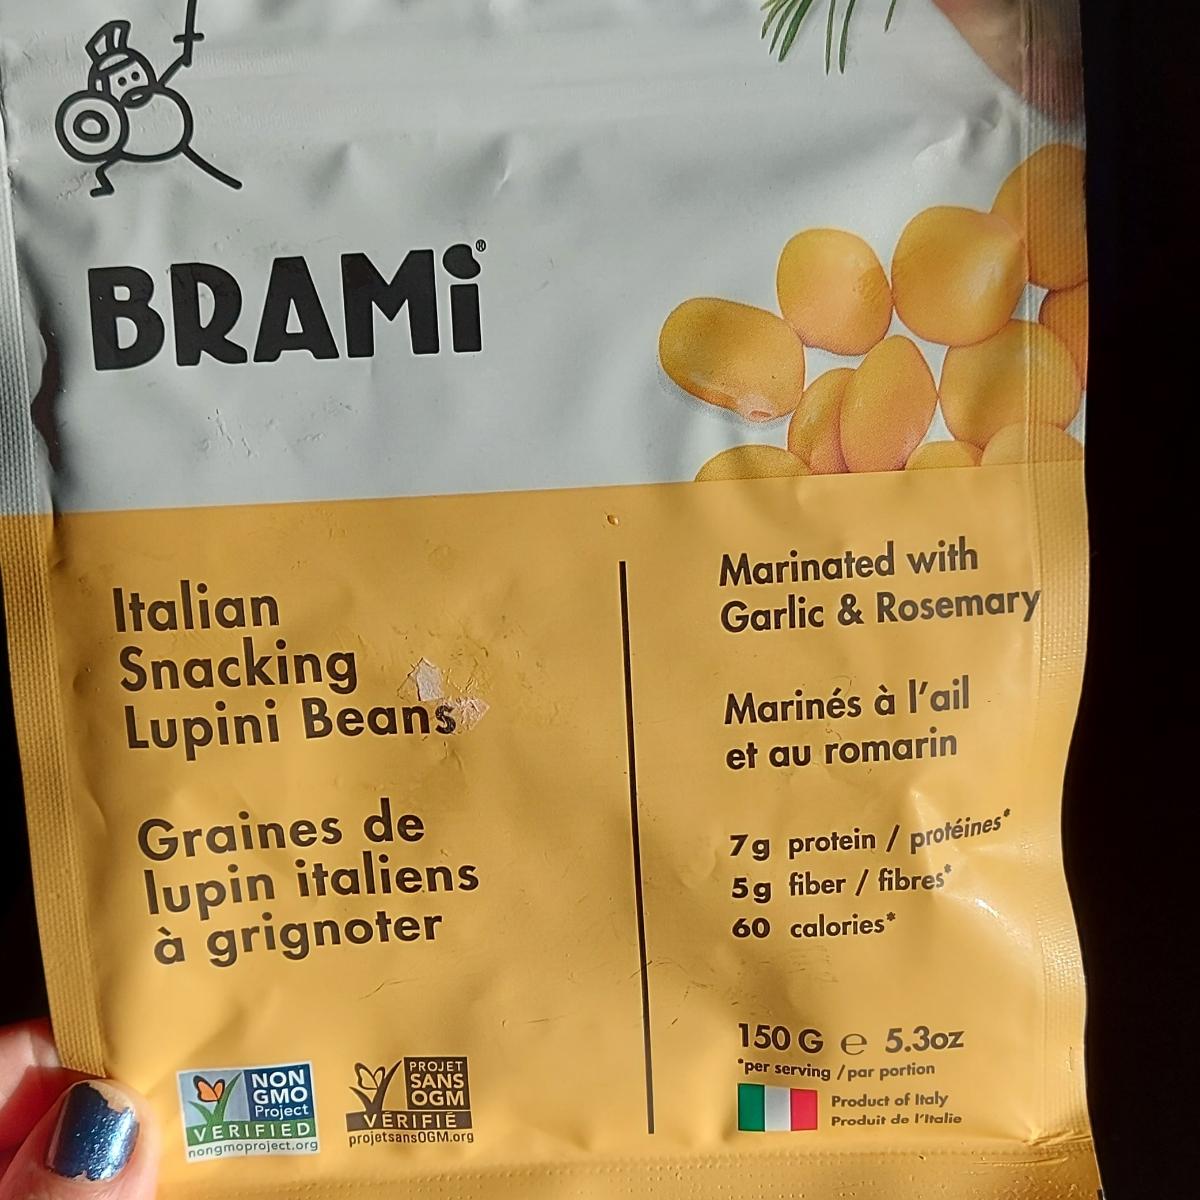 BRAMi®
Italian
Snacking
Lupini Beans
Graines de
lupin italiens
à grignoter
NON
GMO
Project
VERIFIED
nongmoproject.org
PROJET
SANS
OGM
VÉRIFIÉ
projetsansOGM.org
Marinated with
Garlic & Rosemary
Marinés à l'ail
et au romarin
7g protein / protéines*
5g fiber / fibres*
60 calories*
150 G e 5.3oz
*per serving / par portion
Product of Italy
Produit de l'Italie